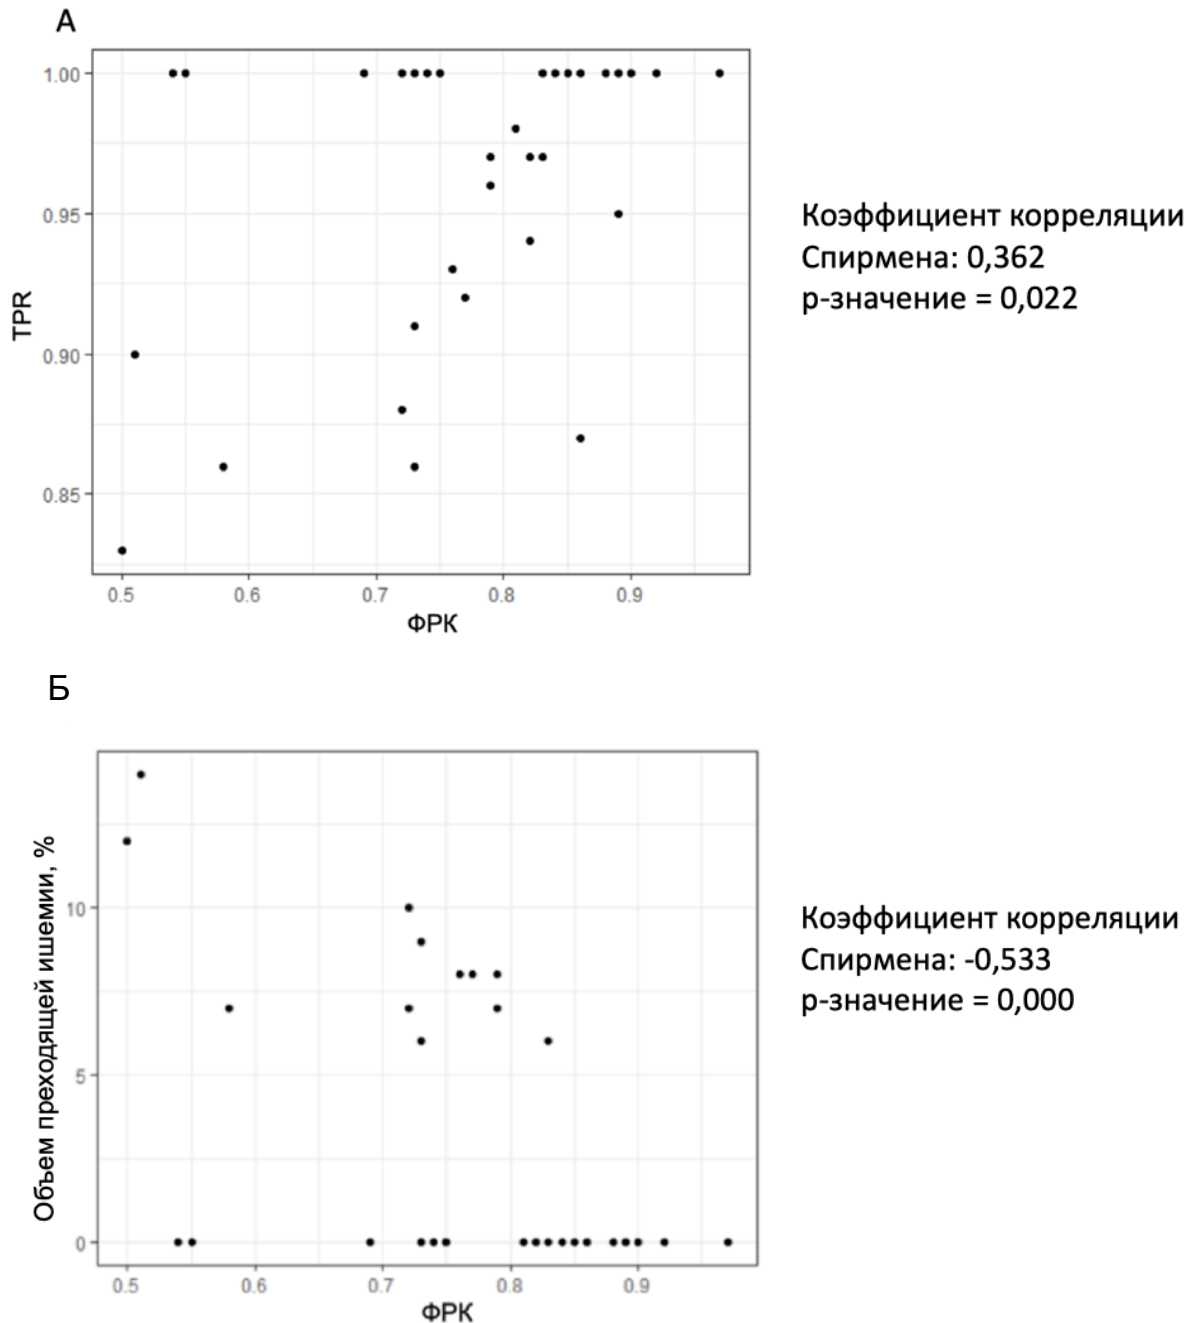 А
1.00
0.95
0.90
0.85
TPR
0.5 0.6 0.7 0.8 0.9
ФРК
Коэффициент корреляции
Спирмена: 0,362
p-значение = 0,022
Б
10
5
0
Объем преходящей ишемии, %
0.5 0.6 0.7 0.8 0.9
ФРК
Коэффициент корреляции
Спирмена: -0,533
p-значение = 0,000